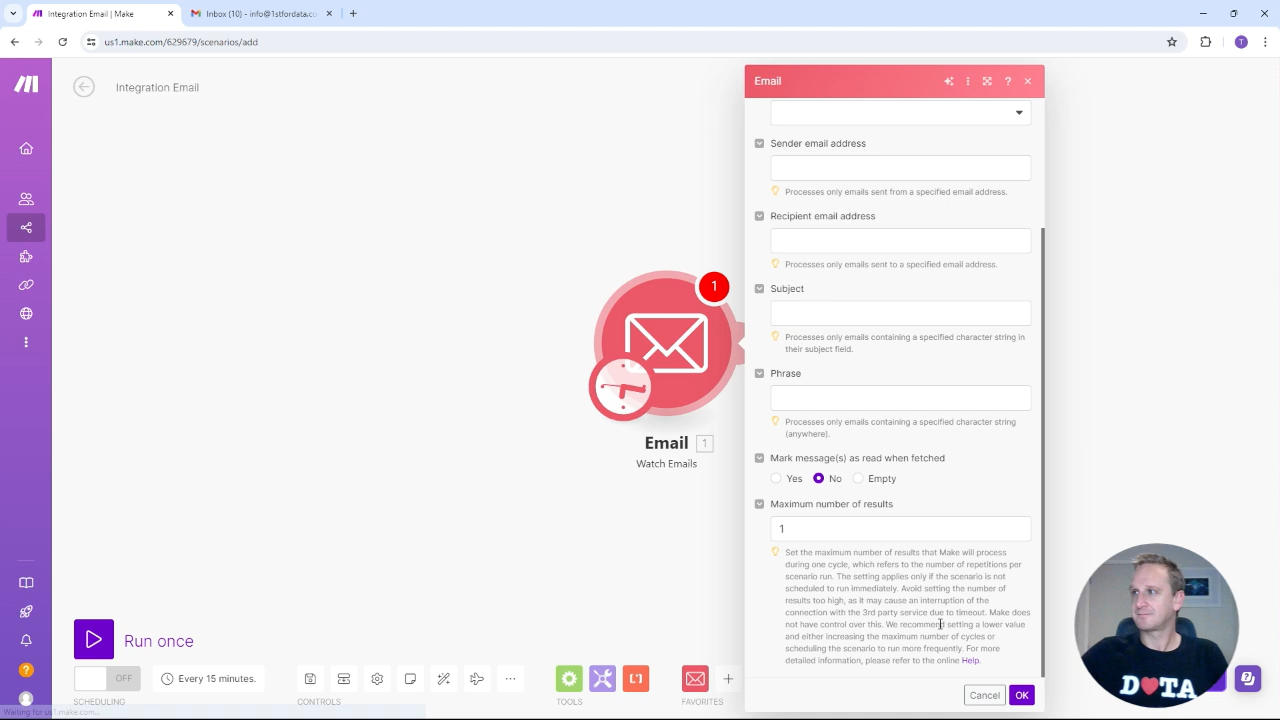 Integration Email | Make
Inbox (10) - info@1stfordata.co
us1.make.com/629679/scenarios/add
Integration Email
Email
Sender email address
Processes only emails sent from a specified email address.
Recipient email address
Processes only emails sent to a specified email address.
Subject
Processes only emails containing a specified character string in
their subject field.
Phrase
Processes only emails containing a specified character string
(anywhere).
Mark message(s) as read when fetched
Yes No Empty
Maximum number of results
1
Set the maximum number of results that Make will process
during one cycle, which refers to the number of repetitions per
scenario run. The setting applies only if the scenario is not
scheduled to run immediately. Avoid setting the number of
results too high, as it may cause an interruption of the
connection with the 3rd party service due to timeout. Make does
not have control over this. We recommend setting a lower value
and either increasing the maximum number of cycles or
scheduling the scenario to run more frequently. For more
detailed information, please refer to the online Help.
Cancel OK
1
Email 1
Watch Emails
Run once
OFF Every 15 minutes.
SCHEDULING CONTROLS TOOLS FAVORITES
Waiting for us1.make.com...
T
D❤TA